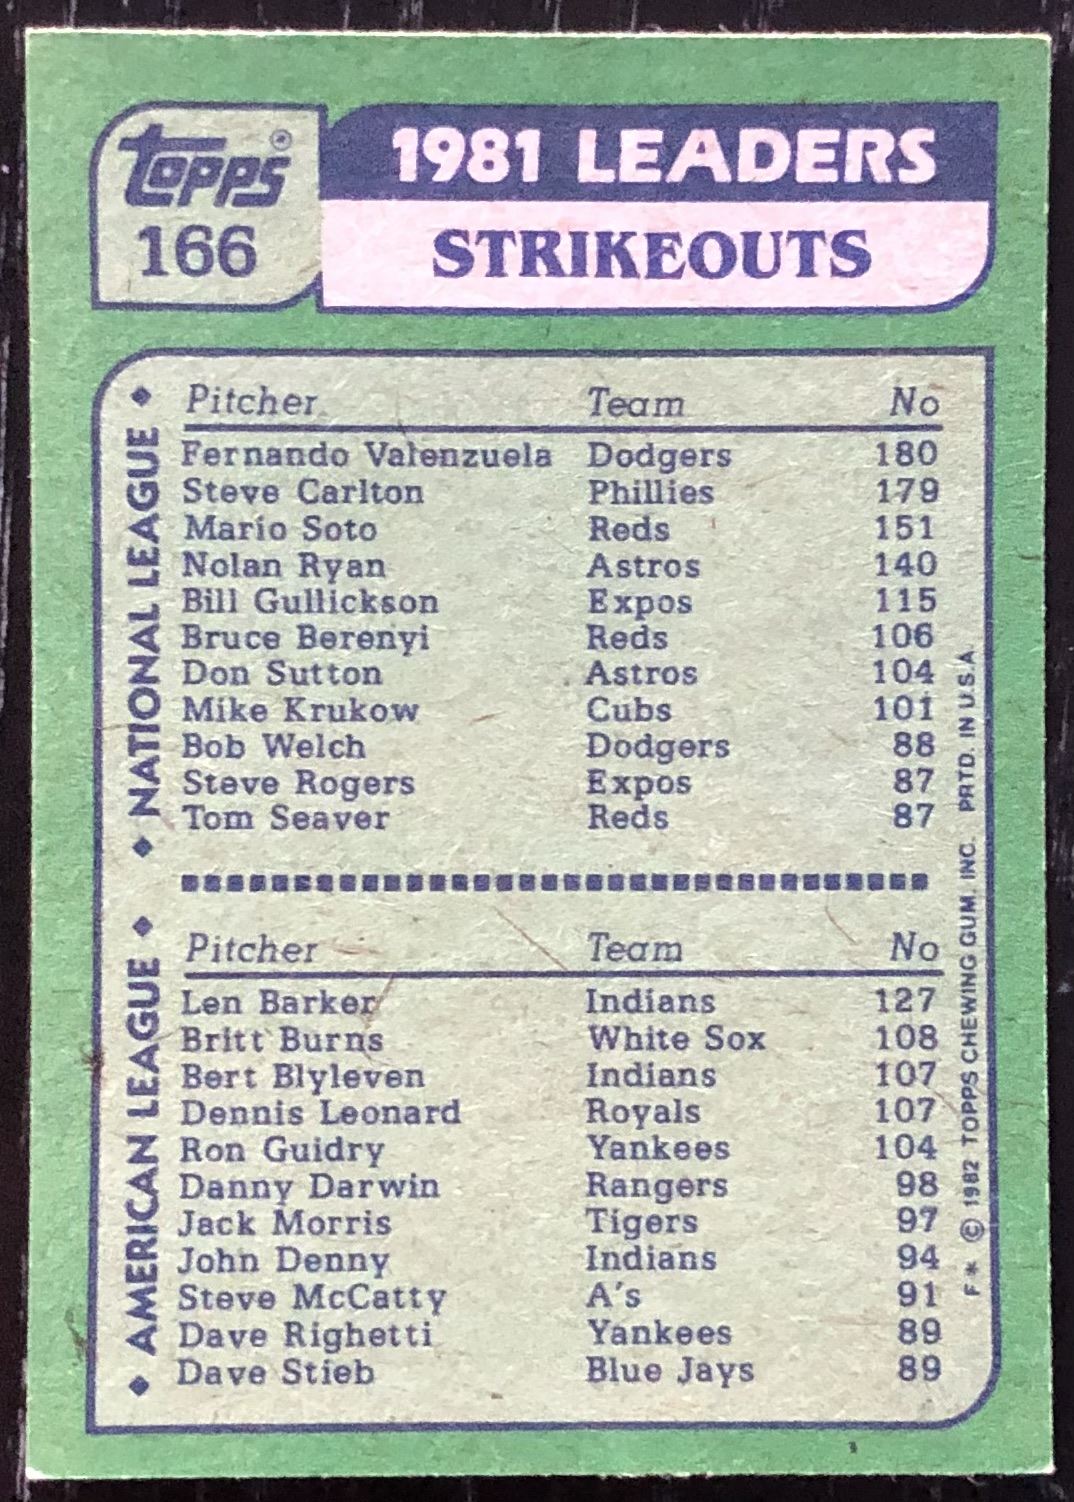 Topps®
166
1981 LEADERS
STRIKEOUTS
NATIONAL LEAGUE
Pitcher Team No
Fernando Valenzuela Dodgers 180
Steve Carlton Phillies 179
Mario Soto Reds 151
Nolan Ryan Astros 140
Bill Gullickson Expos 115
Bruce Berenyi Reds 106
Don Sutton Astros 104
Mike Krukow Cubs 101
Bob Welch Dodgers 88
Steve Rogers Expos 87
Tom Seaver Reds 87
AMERICAN LEAGUE
Pitcher Team No
Len Barker Indians 127
Britt Burns White Sox 108
Bert Blyleven Indians 107
Dennis Leonard Royals 107
Ron Guidry Yankees 104
Danny Darwin Rangers 98
Jack Morris Tigers 97
John Denny Indians 94
Steve McCatty A's 91
Dave Righetti Yankees 89
Dave Stieb Blue Jays 89
F* © 1982 TOPPS CHEWING GUM, INC. PRTD. IN U.S.A.